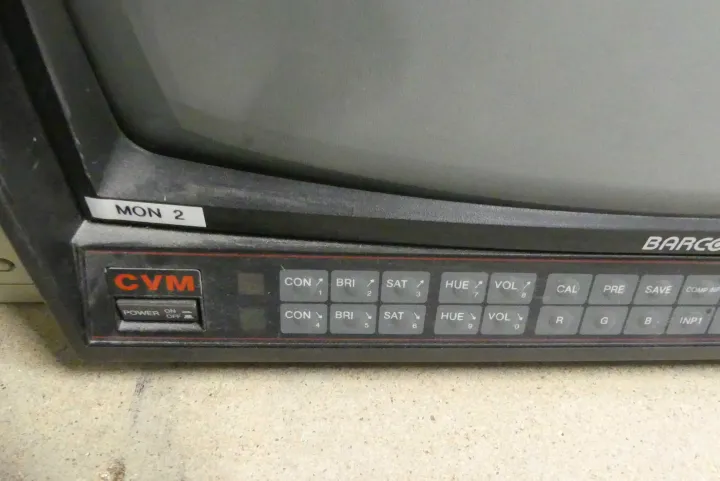 MON 2
BARCO
CVM
POWER ON OFF
CON 1 BRI 2 SAT 3 HUE 7 VOL 8 CAL PRE SAVE COMP
CON 4 BRI 5 SAT 6 HUE 9 VOL 0 R G B INP1